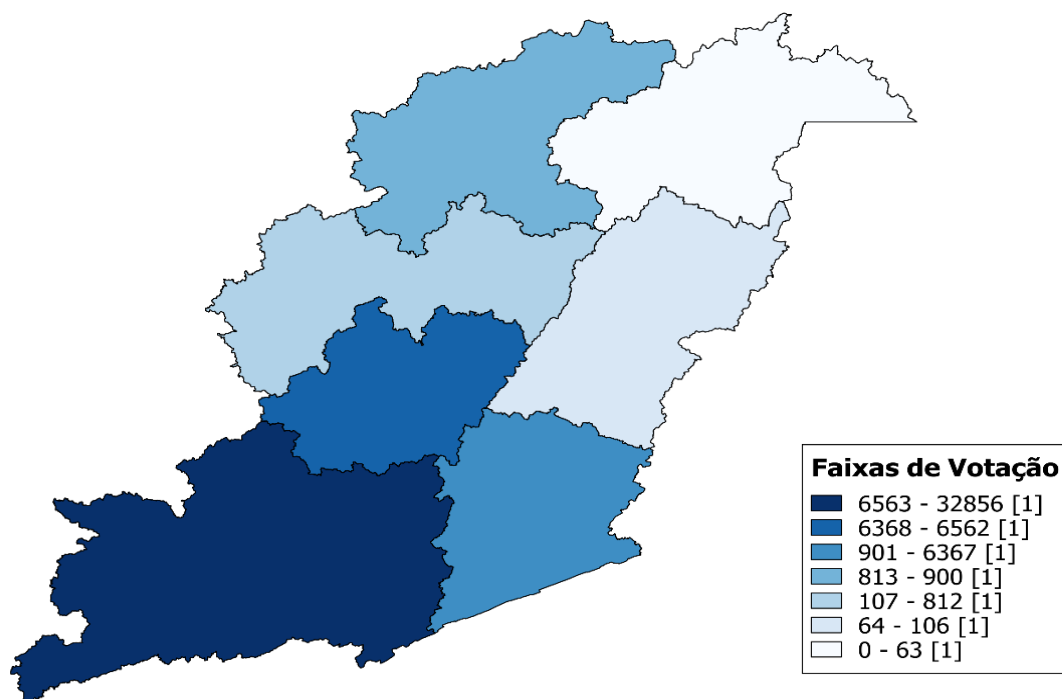 Faixas de Votação
6563 - 32856 [1]
6368 - 6562 [1]
901 - 6367 [1]
813 - 900 [1]
107 - 812 [1]
64 - 106 [1]
0 - 63 [1]